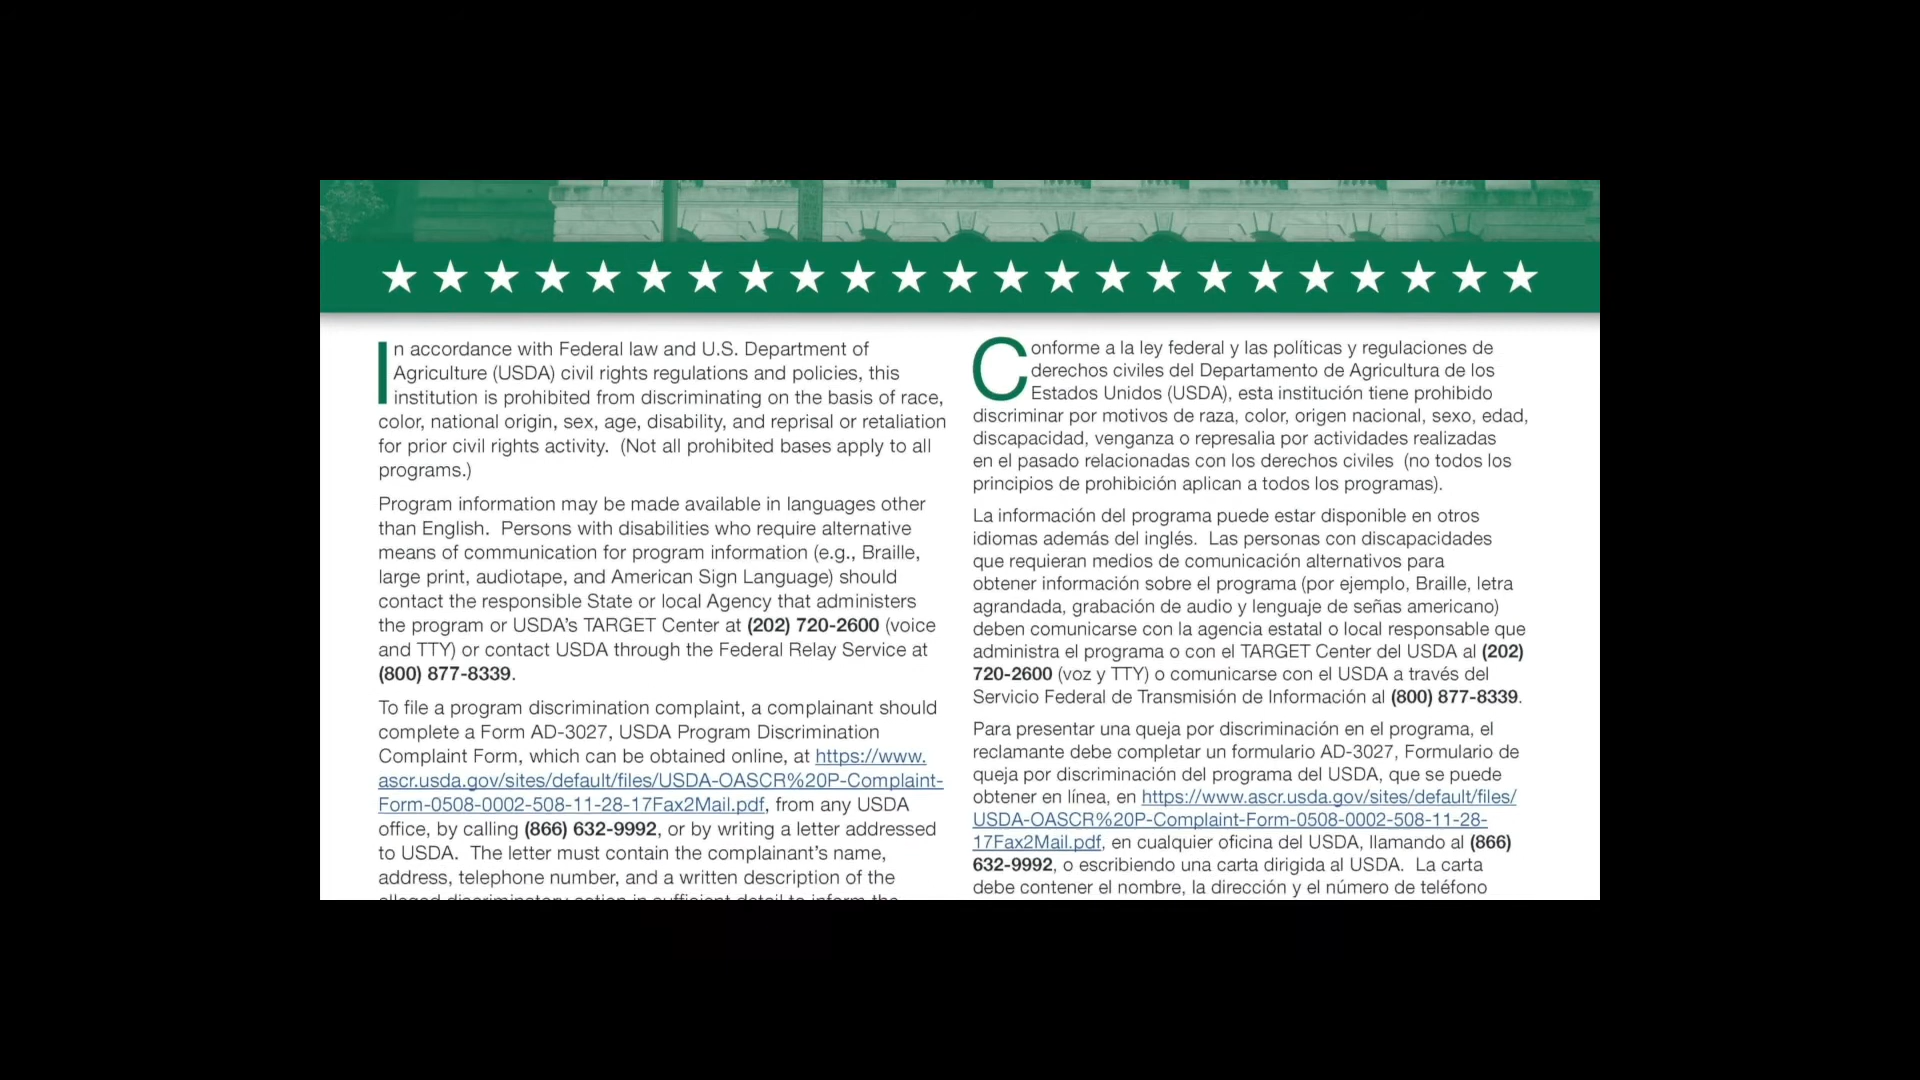 In accordance with Federal law and U.S. Department of
Agriculture (USDA) civil rights regulations and policies, this
institution is prohibited from discriminating on the basis of race,
color, national origin, sex, age, disability, and reprisal or retaliation
for prior civil rights activity.  (Not all prohibited bases apply to all
programs.)
Program information may be made available in languages other
than English.  Persons with disabilities who require alternative
means of communication for program information (e.g., Braille,
large print, audiotape, and American Sign Language) should
contact the responsible State or local Agency that administers
the program or USDA’s TARGET Center at (202) 720-2600 (voice
and TTY) or contact USDA through the Federal Relay Service at
(800) 877-8339.
To file a program discrimination complaint, a complainant should
complete a Form AD-3027, USDA Program Discrimination
Complaint Form, which can be obtained online, at https://www.
ascr.usda.gov/sites/default/files/USDA-OASCR%20P-Complaint-
Form-0508-0002-508-11-28-17Fax2Mail.pdf, from any USDA
office, by calling (866) 632-9992, or by writing a letter addressed
to USDA.  The letter must contain the complainant’s name,
address, telephone number, and a written description of the
alleged discriminatory action in sufficient detail to inform the
Conforme a la ley federal y las políticas y regulaciones de
derechos civiles del Departamento de Agricultura de los
Estados Unidos (USDA), esta institución tiene prohibido
discriminar por motivos de raza, color, origen nacional, sexo, edad,
discapacidad, venganza o represalia por actividades realizadas
en el pasado relacionadas con los derechos civiles  (no todos los
principios de prohibición aplican a todos los programas).
La información del programa puede estar disponible en otros
idiomas además del inglés.  Las personas con discapacidades
que requieran medios de comunicación alternativos para
obtener información sobre el programa (por ejemplo, Braille, letra
agrandada, grabación de audio y lenguaje de señas americano)
deben comunicarse con la agencia estatal o local responsable que
administra el programa o con el TARGET Center del USDA al (202)
720-2600 (voz y TTY) o comunicarse con el USDA a través del
Servicio Federal de Transmisión de Información al (800) 877-8339.
Para presentar una queja por discriminación en el programa, el
reclamante debe completar un formulario AD-3027, Formulario de
queja por discriminación del programa del USDA, que se puede
obtener en línea, en https://www.ascr.usda.gov/sites/default/files/
USDA-OASCR%20P-Complaint-Form-0508-0002-508-11-28-
17Fax2Mail.pdf, en cualquier oficina del USDA, llamando al (866)
632-9992, o escribiendo una carta dirigida al USDA.  La carta
debe contener el nombre, la dirección y el número de teléfono